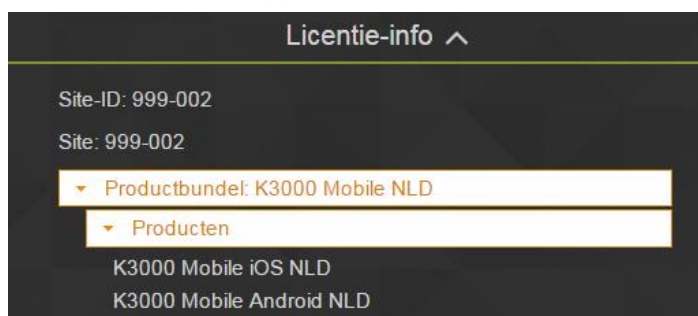 Licentie-info
Site-ID: 999-002
Site: 999-002
Productbundel: K3000 Mobile NLD
Producten
K3000 Mobile iOS NLD
K3000 Mobile Android NLD